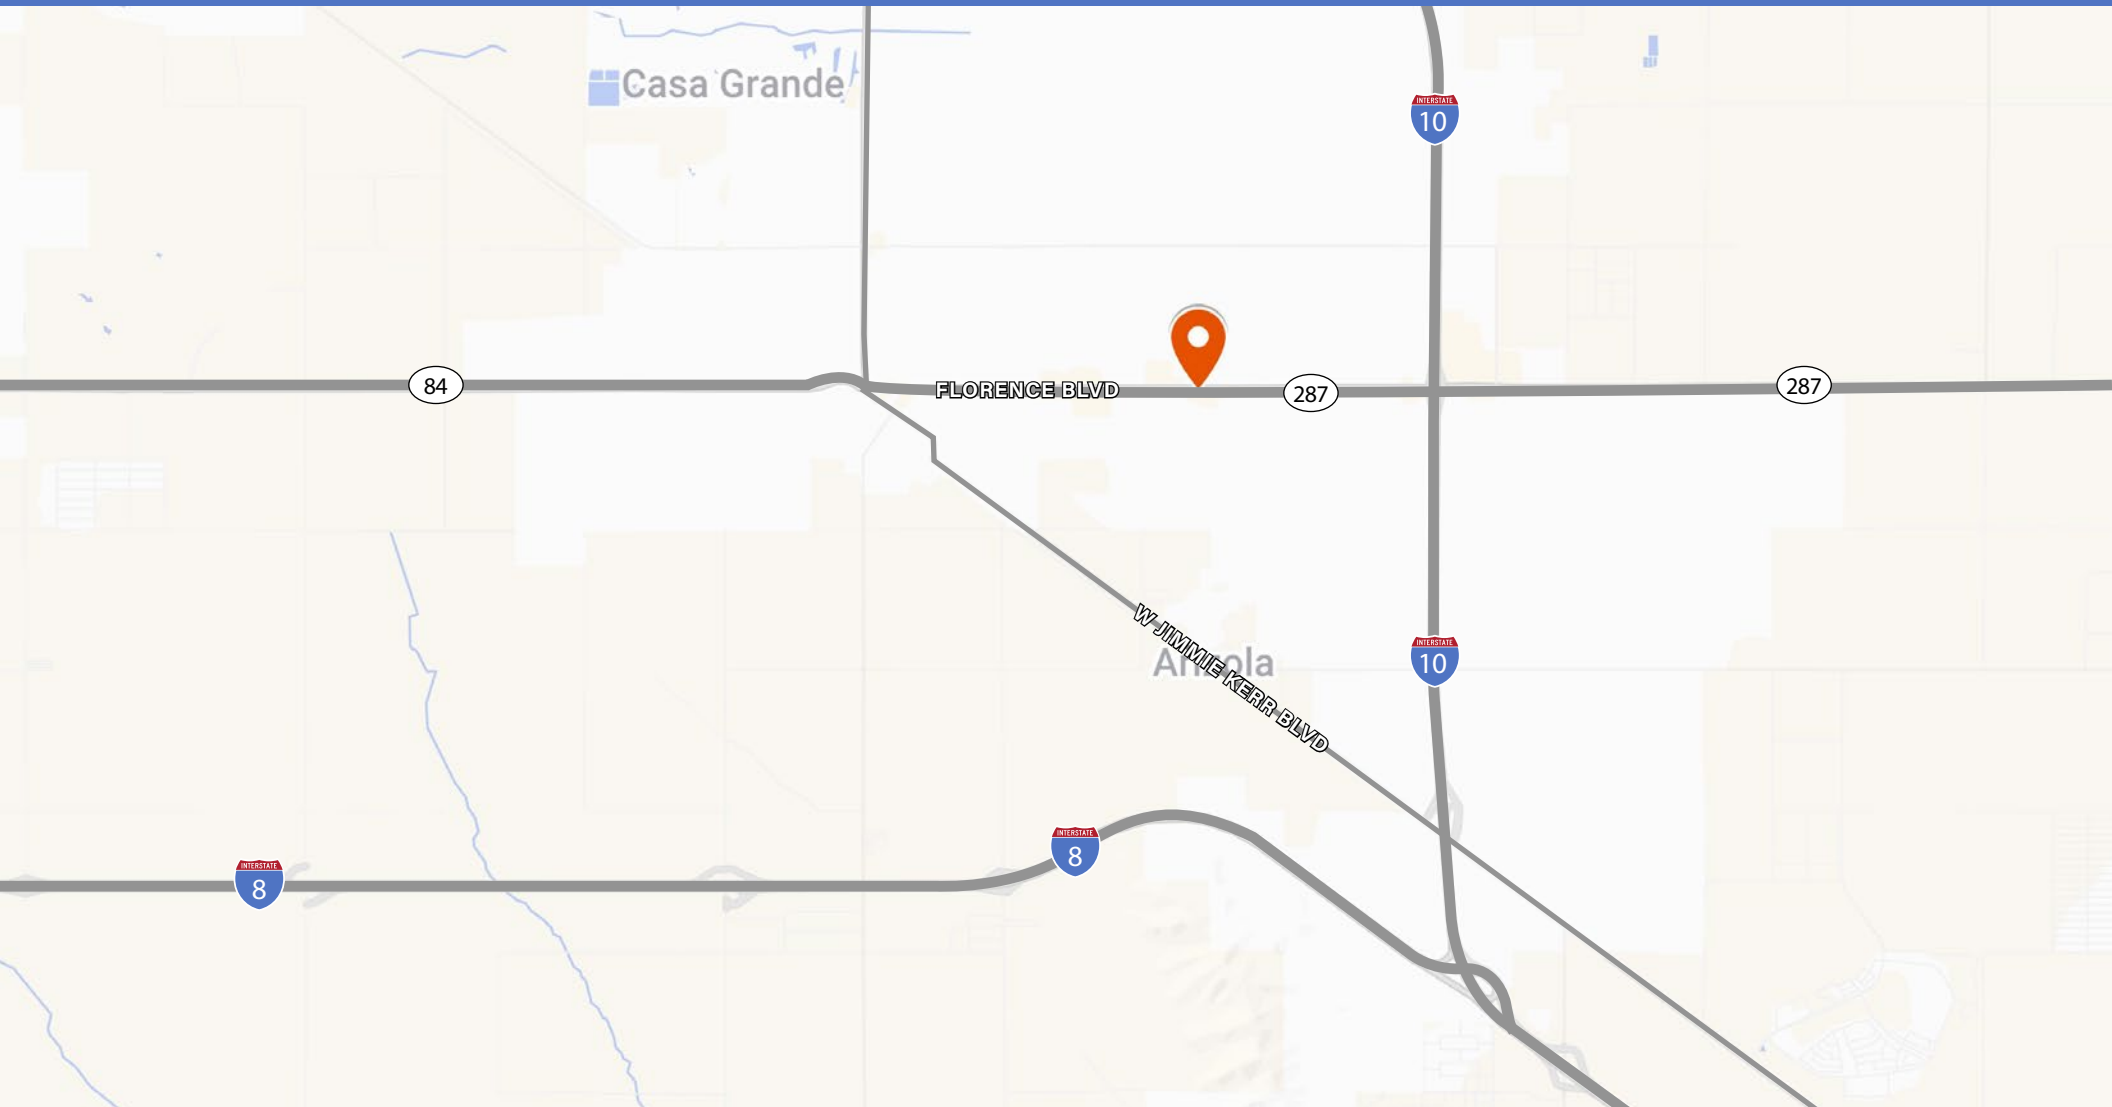 Casa Grande
INTERSTATE
10
84
FLORENCE BLVD
287
287
W JIMMIE KERR BLVD
INTERSTATE
10
INTERSTATE
8
INTERSTATE
8